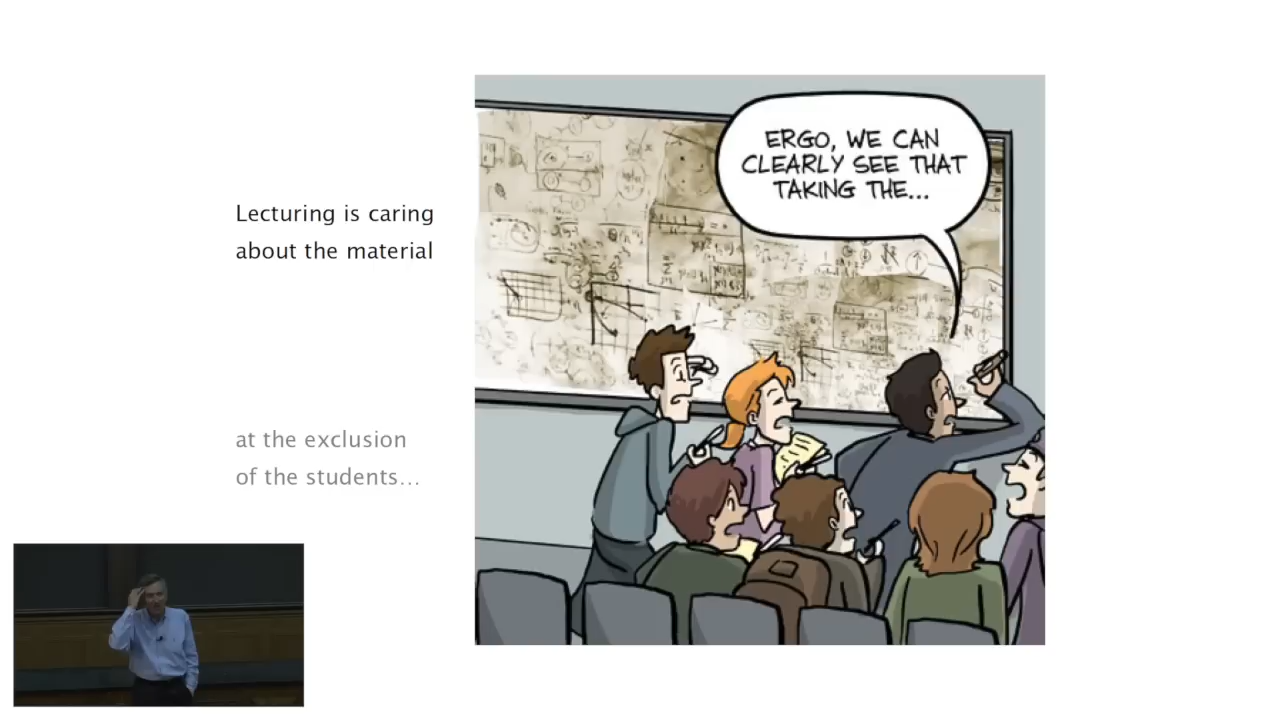 Lecturing is caring
about the material
at the exclusion
of the students...
ERGO, WE CAN
CLEARLY SEE THAT
TAKING THE...